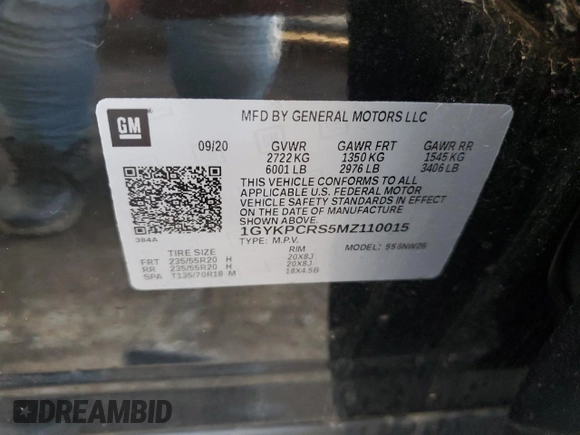 GM
MFD BY GENERAL MOTORS LLC
09/20 GVWR GAWR FRT GAWR RR
2722 KG 1350 KG 1545 KG
6001 LB 2976 LB 3406 LB
THIS VEHICLE CONFORMS TO ALL
APPLICABLE U.S. FEDERAL MOTOR
VEHICLE SAFETY STANDARDS IN EFFECT
ON THE DATE OF MANUFACTURE
SHOWN ABOVE.
384A 1GYKPCRS5MZ110015
TYPE: M.P.V. MODEL:
TIRE SIZE RIM
FRT 235/55R20 H 20X8J
RR 235/55R20 H 20X8J
SPA T135/70R18 M 18X4.5B
DREAMBID